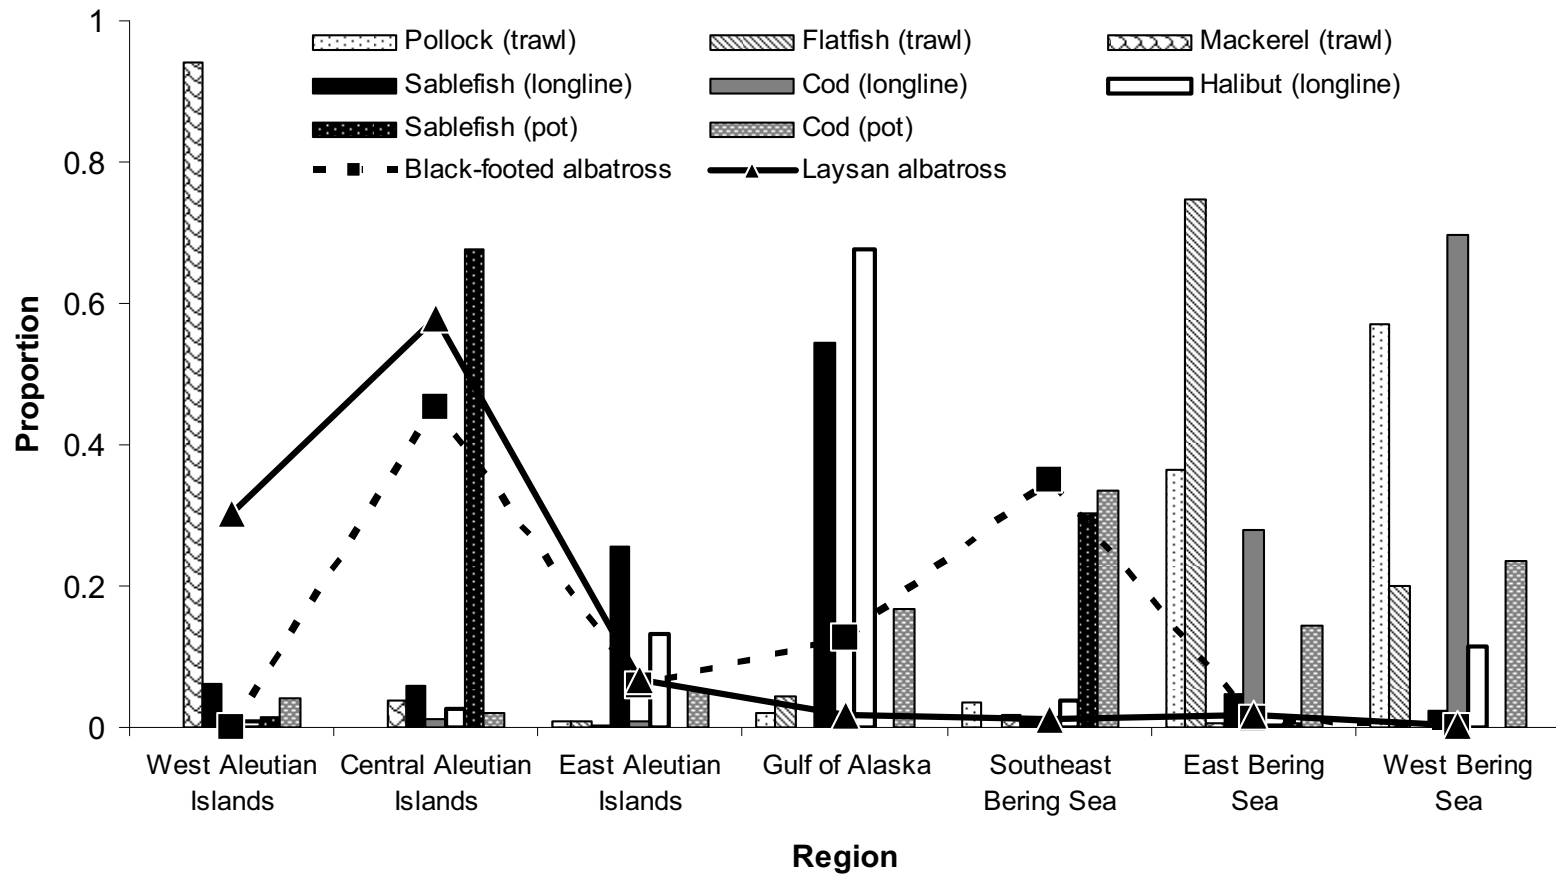 1
Pollock (trawl) Flatfish (trawl) Mackerel (trawl)
Sablefish (longline) Cod (longline) Halibut (longline)
Sablefish (pot) Cod (pot)
Black-footed albatross Laysan albatross
0.8
0.6
0.4
0.2
0
Proportion
West Aleutian Central Aleutian East Aleutian Gulf of Alaska Southeast East Bering West Bering
Islands Islands Islands Bering Sea Sea Sea
Region